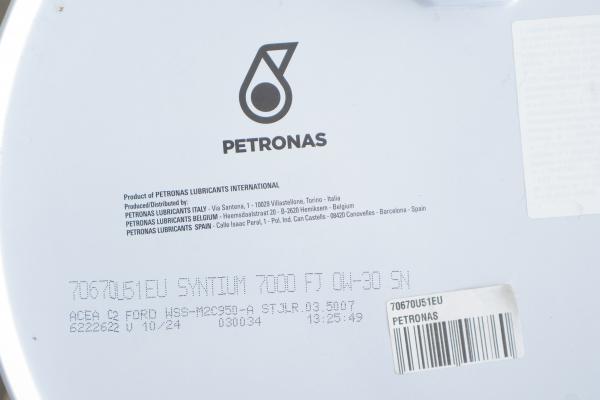 PETRONAS
Product of PETRONAS LUBRICANTS INTERNATIONAL
Produced/Distributed by:
PETRONAS LUBRICANTS ITALY - Via Santena, 1 - 10029 Villastellone, Torino - Italia
PETRONAS LUBRICANTS BELGIUM - Heemsdaalstraat 20 - B-2620 Hemiksem - Belgium
PETRONAS LUBRICANTS SPAIN - Calle Isaac Peral, 1 - Pol. Ind. Can Castells - 08420 Canovelles - Barcelona - Spain
70670U51EU SYNTIUM 7000 FJ 0W-30 SN
ACEA C2 FORD WSS-M2C950-A STJLR.03.5007
6222622 V 10/24 030034 13:25:49
70670U51EU
PETRONAS